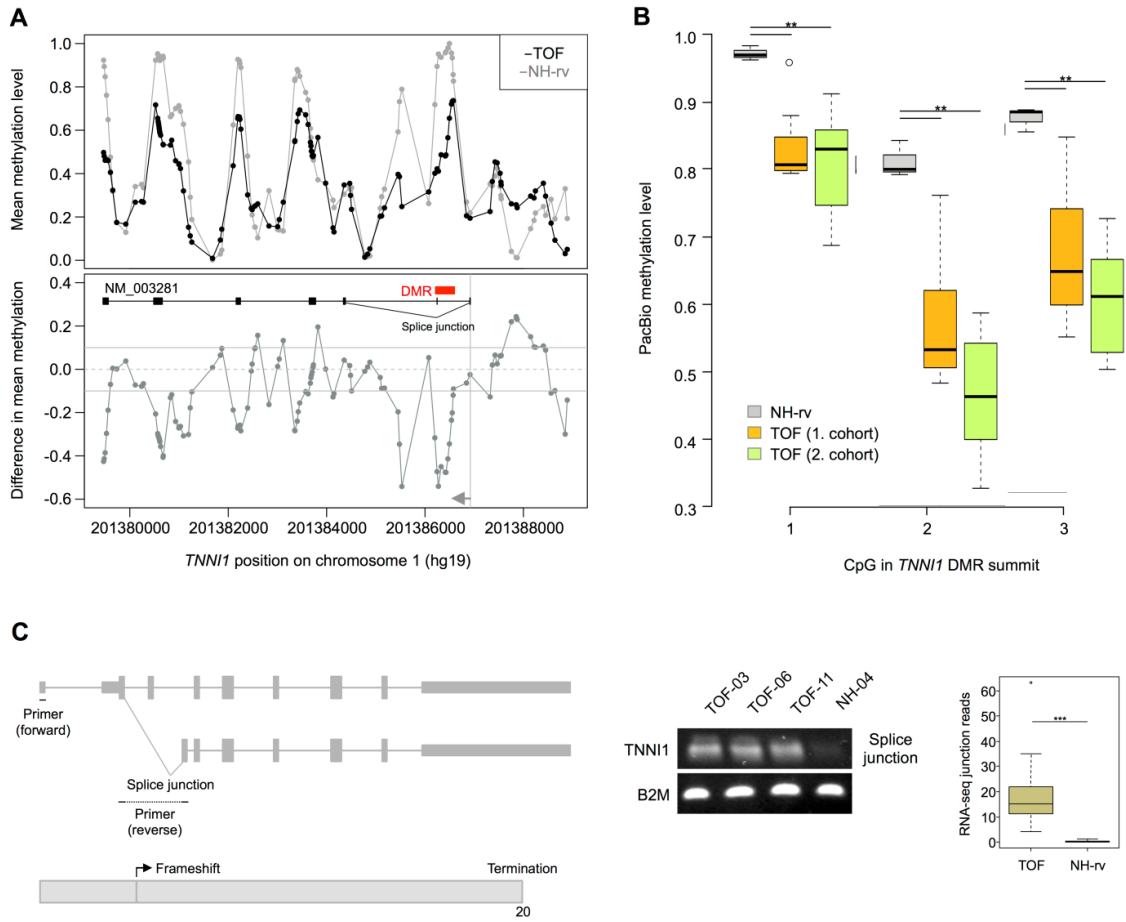 A
Mean methylation level
1.0
0.8
0.6
0.4
0.2
0.0
–TOF
–NH-rv
Difference in mean methylation
0.4
0.20
0.0
-0.2
-0.4
-0.6
NM_003281
DMR
Splice junction
201380000
201382000
201384000
201386000
201388000
TNNI1 position on chromosome 1 (hg19)
B
PacBio methylation level
1.0
0.9
0.8
0.7
0.6
0.5
0.4
0.3
**
**
**
NH-rv
TOF (1. cohort)
TOF (2. cohort)
1
2
3
CpG in TNNI1 DMR summit
C
Primer
(forward)
Splice junction
Primer
(reverse)
Frameshift
Termination
20
TOF-03
TOF-06
TOF-11
NH-04
TNNI1
Splice
junction
B2M
RNA-seq junction reads
60
50
40
30
20
10
0
***
TOF
NH-rv